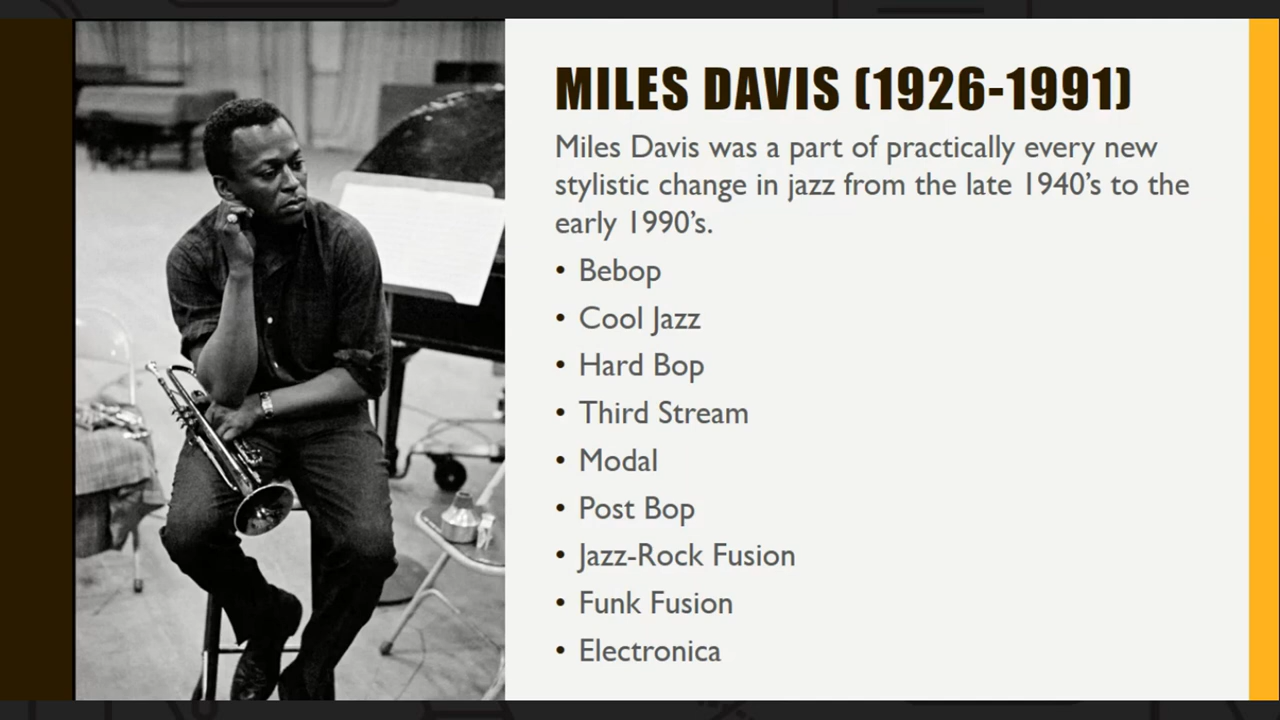 MILES DAVIS (1926-1991)
Miles Davis was a part of practically every new
stylistic change in jazz from the late 1940’s to the
early 1990’s.
• Bebop
• Cool Jazz
• Hard Bop
• Third Stream
• Modal
• Post Bop
• Jazz-Rock Fusion
• Funk Fusion
• Electronica